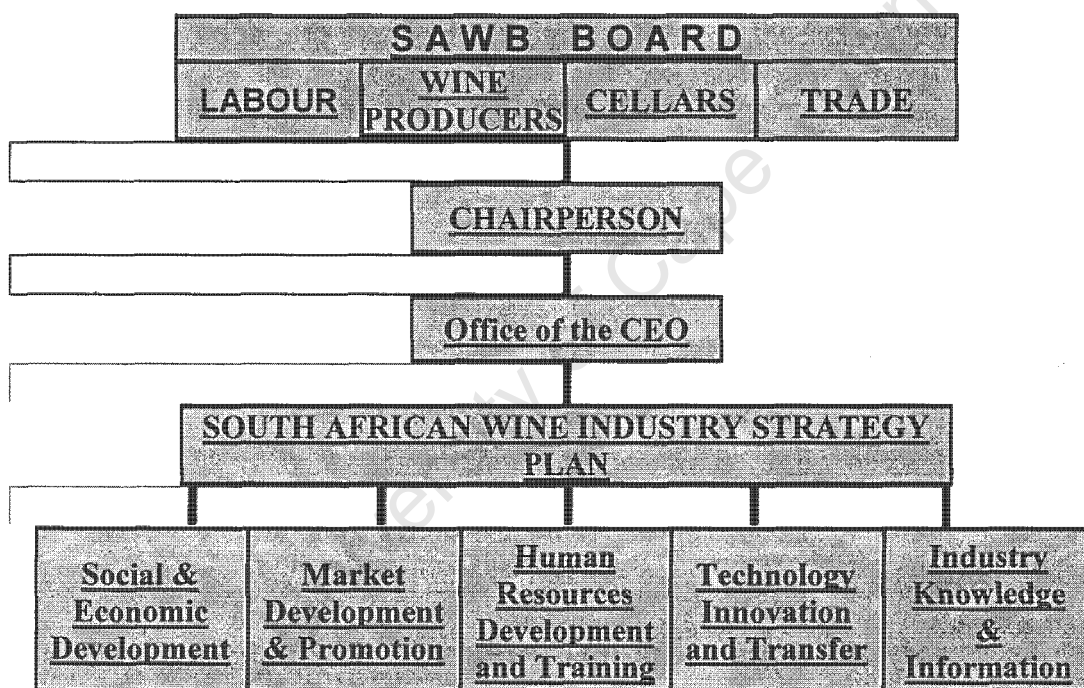 SAWB BOARD
LABOUR
WINE
PRODUCERS
CELLARS
TRADE
CHAIRPERSON
Office of the CEO
SOUTH AFRICAN WINE INDUSTRY STRATEGY
PLAN
Social &
Economic
Development
Market
Development
& Promotion
Human
Resources
Development
and Training
Technology
Innovation
and Transfer
Industry
Knowledge
&
Information